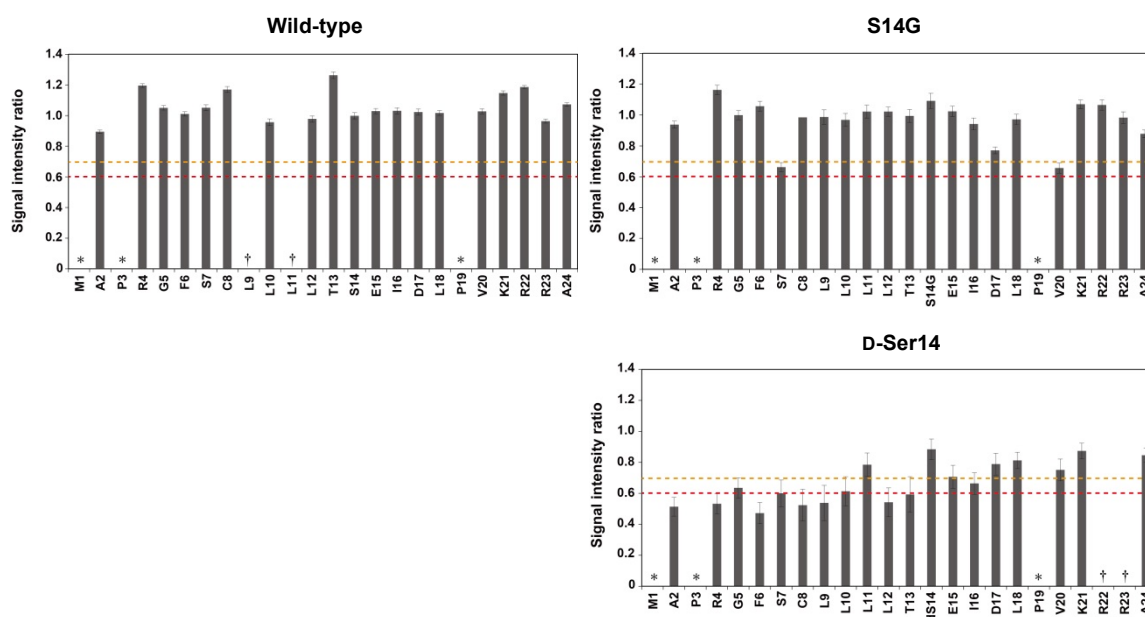 Wild-type
Signal intensity ratio
1.4
1.2
1.0
0.8
0.6
0.4
0.2
0
* * † † *
M1 A2 P3 R4 G5 F6 S7 C8 L9 L10 L11 L12 T13 S14 E15 I16 D17 L18 P19 V20 K21 R22 R23 A24
S14G
Signal intensity ratio
1.4
1.2
1.0
0.8
0.6
0.4
0.2
0
* * *
M1 A2 P3 R4 G5 F6 S7 C8 L9 L10 L11 L12 T13 S14G E15 I16 D17 L18 P19 V20 K21 R22 R23 A24
D-Ser14
Signal intensity ratio
1.4
1.2
1.0
0.8
0.6
0.4
0.2
0
* * * † †
M1 A2 P3 R4 G5 F6 S7 C8 L9 L10 L11 L12 T13 IS14 E15 I16 D17 L18 P19 V20 K21 R22 R23 A24